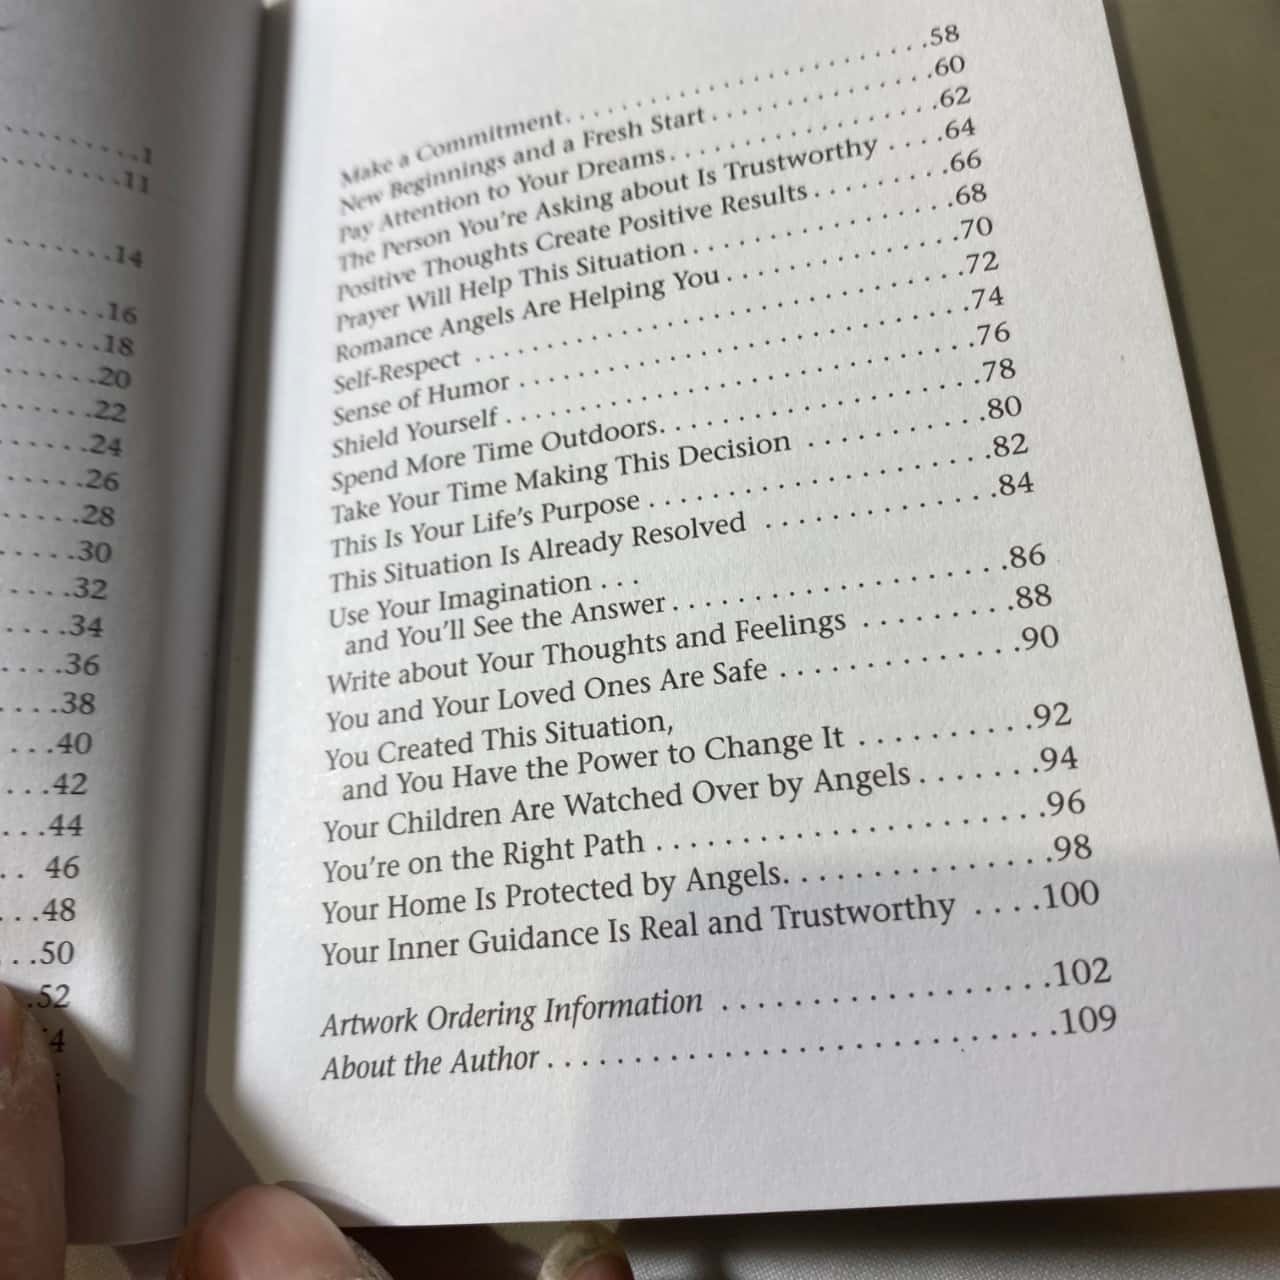 . . . . . . . .1
. . . . . . . .11
. . . . . . .14
. . . . . . .16
. . . . . .18
. . . . . .20
. . . . . .22
. . . . . .24
. . . . .26
. . . . .28
. . . . .30
. . . .32
. . . .34
. . . .36
. . . .38
. . .40
. . .42
. . .44
. . 46
. . .48
. . .50
.52
Make a Commitment. . . . . . . . . . . . . . . . . . . . . . .58
New Beginnings and a Fresh Start . . . . . . . . . . . . . .60
Pay Attention to Your Dreams. . . . . . . . . . . . . . . . .62
The Person You're Asking about Is Trustworthy . . . .64
Positive Thoughts Create Positive Results . . . . . . . . .66
Prayer Will Help This Situation . . . . . . . . . . . . . . . .68
Romance Angels Are Helping You . . . . . . . . . . . . . .70
Self-Respect . . . . . . . . . . . . . . . . . . . . . . . . . . . .72
Sense of Humor . . . . . . . . . . . . . . . . . . . . . . . . . .74
Shield Yourself . . . . . . . . . . . . . . . . . . . . . . . . . . .76
Spend More Time Outdoors. . . . . . . . . . . . . . . . . . .78
Take Your Time Making This Decision . . . . . . . . . . .80
This Is Your Life's Purpose . . . . . . . . . . . . . . . . . . .82
This Situation Is Already Resolved . . . . . . . . . . . . .84
Use Your Imagination . . .
and You'll See the Answer . . . . . . . . . . . . . . . . . .86
Write about Your Thoughts and Feelings . . . . . . . . .88
You and Your Loved Ones Are Safe . . . . . . . . . . . . .90
You Created This Situation,
and You Have the Power to Change It . . . . . . . . . .92
Your Children Are Watched Over by Angels . . . . . . .94
You're on the Right Path . . . . . . . . . . . . . . . . . . . . .96
Your Home Is Protected by Angels. . . . . . . . . . . . . .98
Your Inner Guidance Is Real and Trustworthy . . . .100
Artwork Ordering Information . . . . . . . . . . . . . . . . .102
About the Author . . . . . . . . . . . . . . . . . . . . . . . . .109